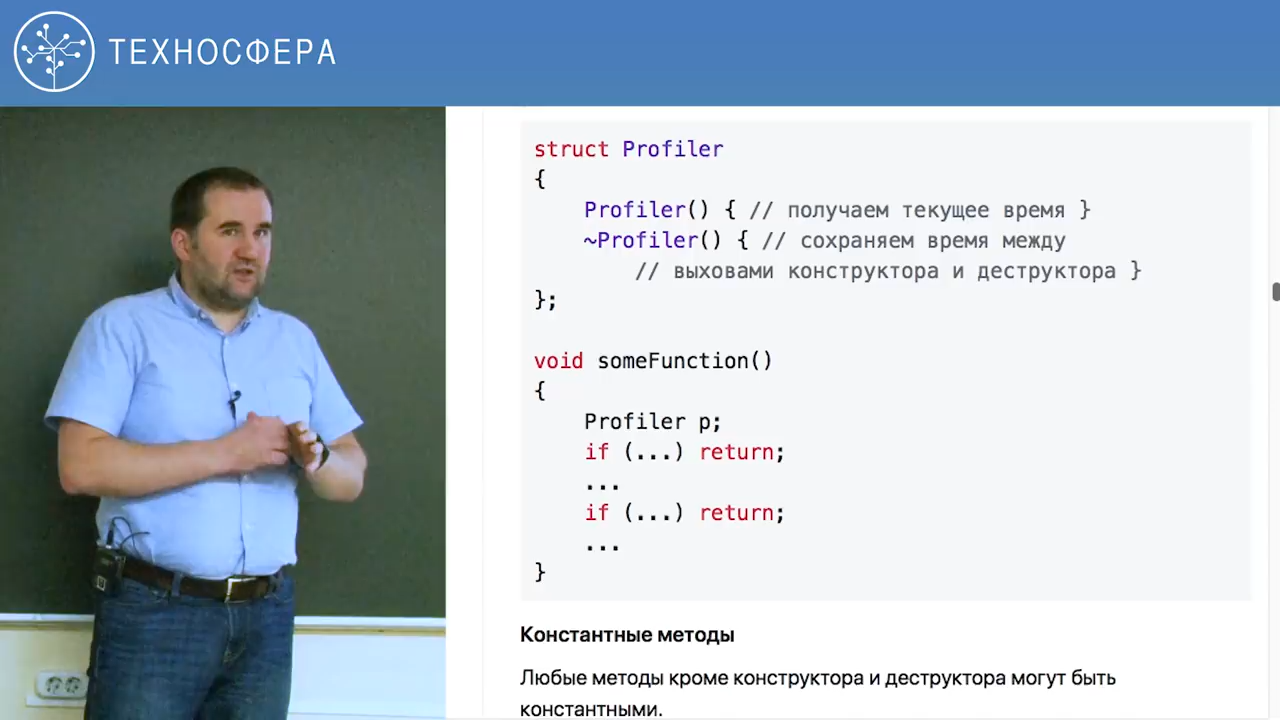 ТЕХНОСФЕРА
struct Profiler
{
Profiler() { // получаем текущее время }
~Profiler() { // сохраняем время между
// выховами конструктора и деструктора }
};
void someFunction()
{
Profiler p;
if (...) return;
...
if (...) return;
...
}
Константные методы
Любые методы кроме конструктора и деструктора могут быть
константными.